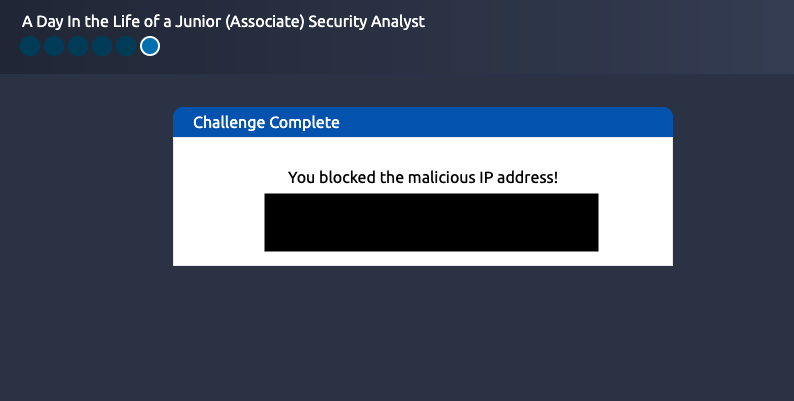 A Day In the Life of a Junior (Associate) Security Analyst
Challenge Complete
You blocked the malicious IP address!